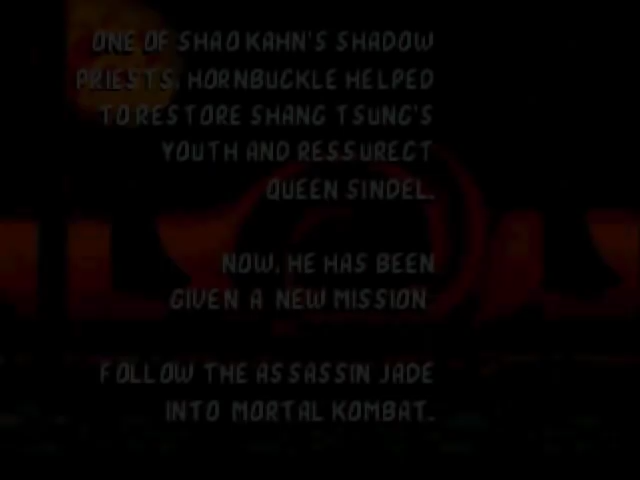 ONE OF SHAO KAHN'S SHADOW
PRIESTS, HORNBUCKLE HELPED
TO RESTORE SHANG TSUNG'S
YOUTH AND RESSURECT
QUEEN SINDEL.
NOW, HE HAS BEEN
GIVEN A NEW MISSION
FOLLOW THE ASSASSIN JADE
INTO MORTAL KOMBAT.